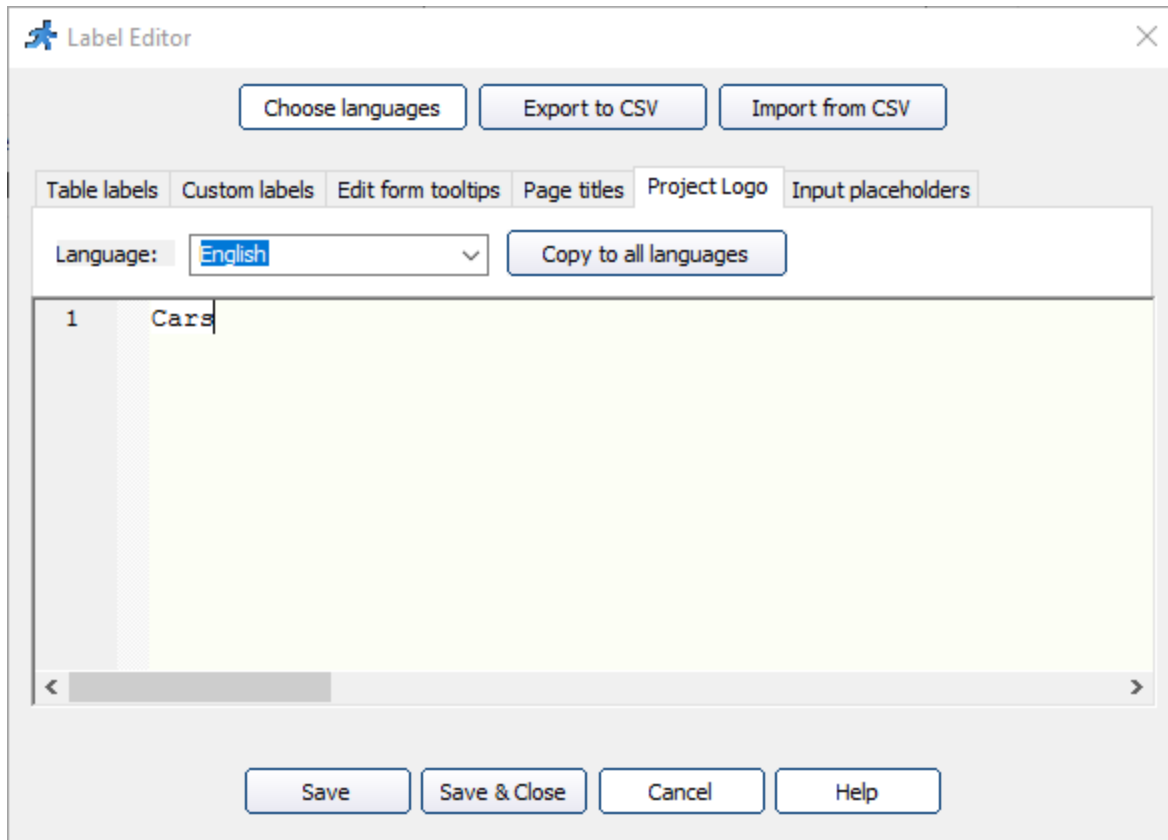 Label Editor
Choose languages Export to CSV Import from CSV
Table labels Custom labels Edit form tooltips Page titles Project Logo Input placeholders
Language: English Copy to all languages
1 Cars
Save Save & Close Cancel Help